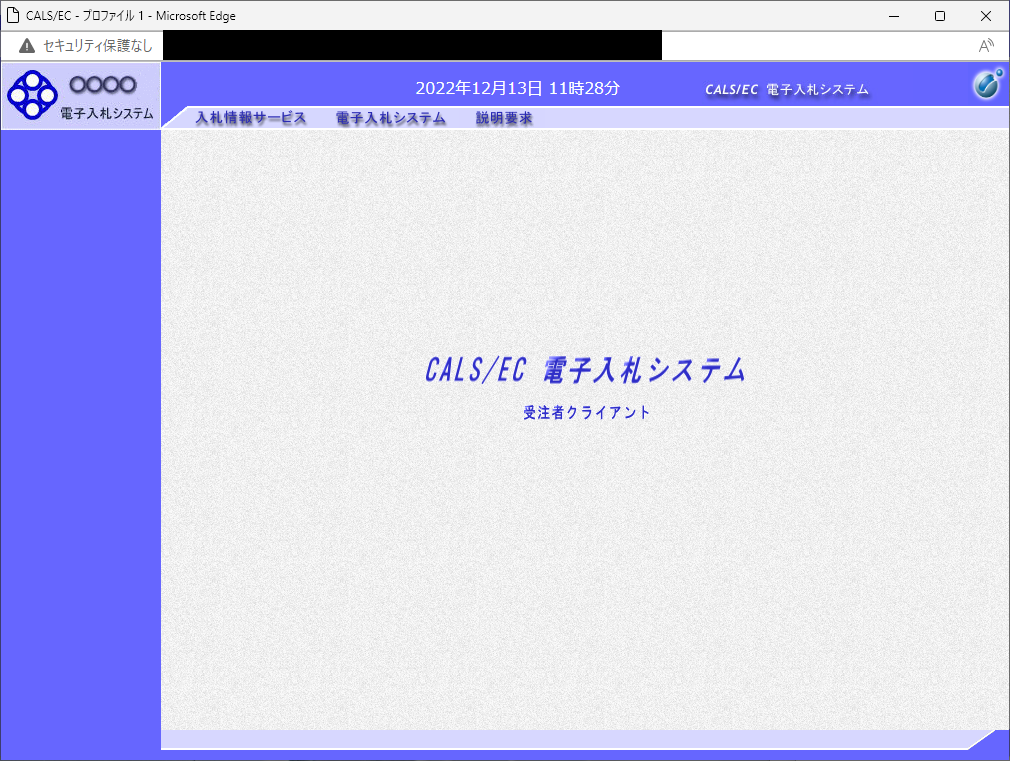 CALS/EC - プロファイル 1 - Microsoft Edge
セキュリティ保護なし
○○○○
電子入札システム
2022年12月13日 11時28分
CALS/EC 電子入札システム
入札情報サービス 電子入札システム 説明要求
CALS/EC 電子入札システム
受注者クライアント